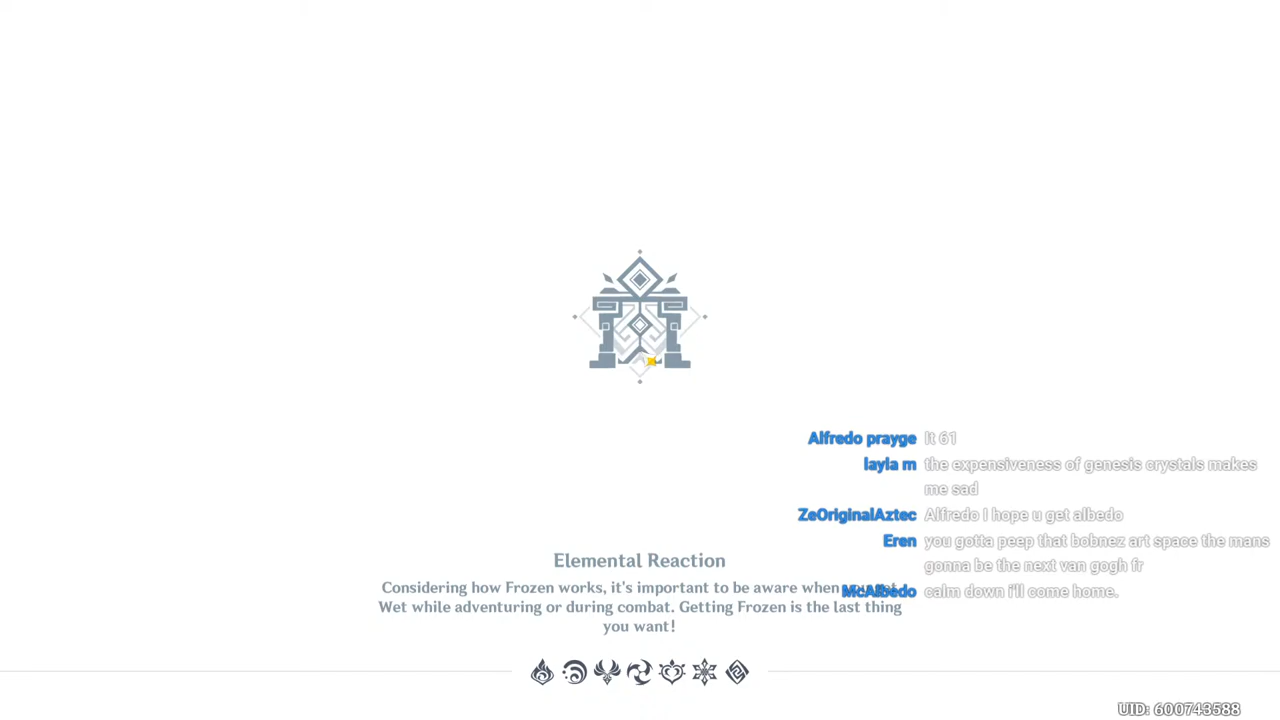 Alfredo prayge It 61
layla m the expensiveness of genesis crystals makes
me sad
ZeOriginalAztec Alfredo I hope u get albedo
Eren you gotta peep that bobnez art space the mans
gonna be the next van gogh fr
McAlbedo calm down i'll come home.
Elemental Reaction
Considering how Frozen works, it's important to be aware when
Wet while adventuring or during combat. Getting Frozen is the last thing
you want!
UID: 600743588